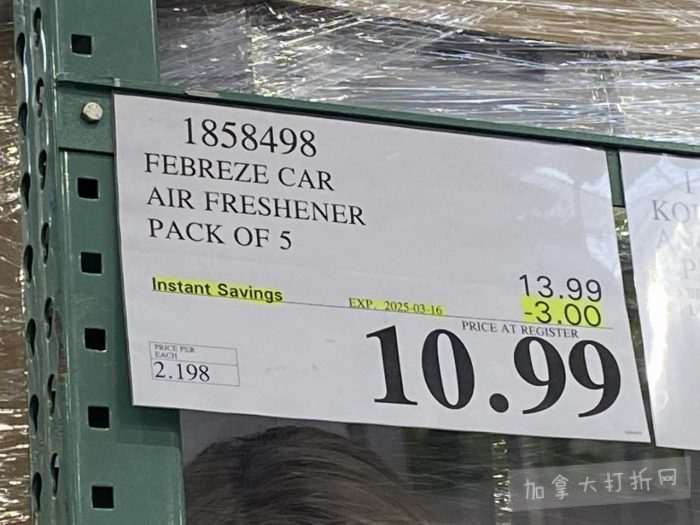 1858498
FEBREZE CAR
AIR FRESHENER
PACK OF 5
13.99
Instant Savings
EXP. 2025-03-16
-3.00
PRICE AT REGISTER
10.99
PRICE PER
EACH
2.198
KOI
加拿大打折网